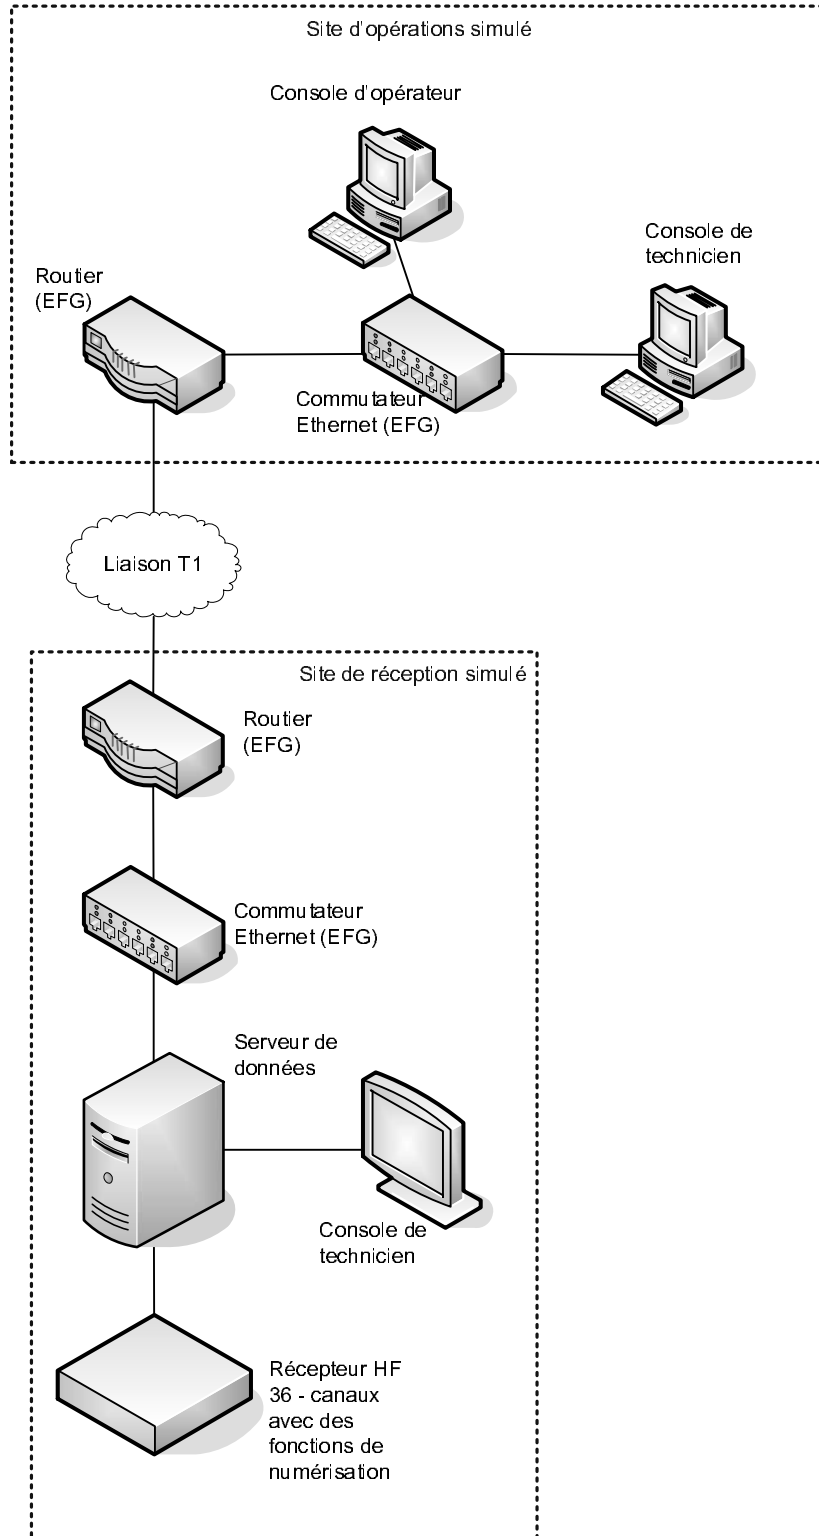 Site d'opérations simulé
Console d'opérateur
Console de
technicien
Routier
(EFG)
Commutateur
Ethernet (EFG)
Liaison T1
Site de réception simulé
Routier
(EFG)
Commutateur
Ethernet (EFG)
Serveur de
données
Console de
technicien
Récepteur HF
36 - canaux
avec des
fonctions de
numérisation